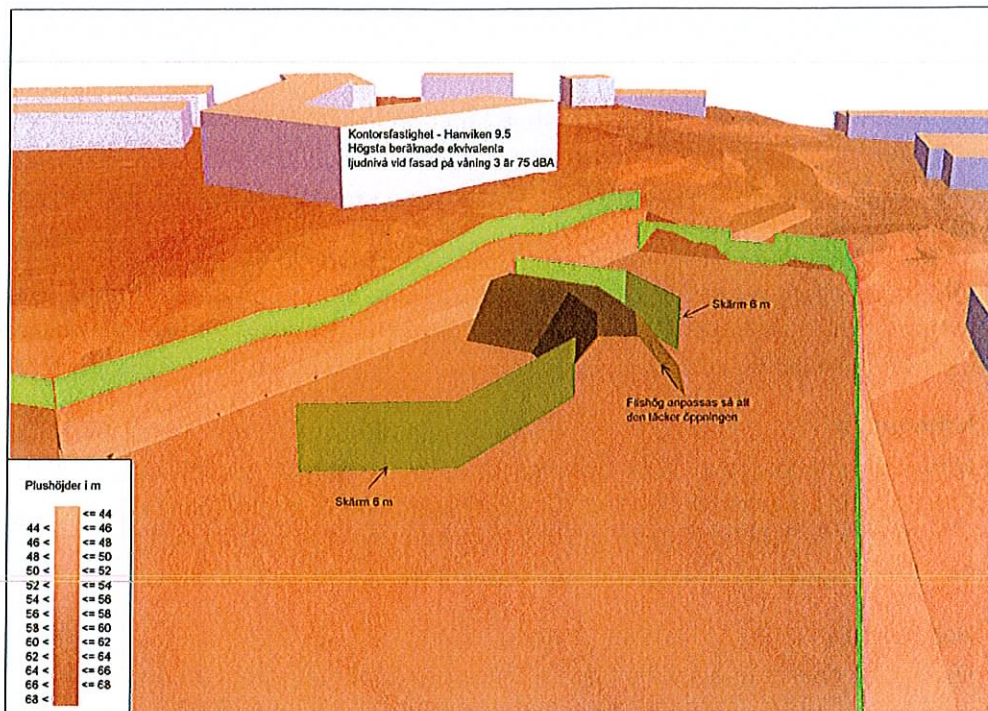 Kontorsfastighet - Hanviken 9.5
Högsta beräknade ekvivalenta
ljudnivå vid fasad på våning 3 är 75 dBA
Skärm 6 m
Flishög anpassas så att
den täcker öppningen
Skärm 6 m
Plushöjder i m
<= 44
44 < <= 46
46 < <= 48
48 < <= 50
50 < <= 52
52 < <= 54
54 < <= 56
56 < <= 58
58 < <= 60
60 < <= 62
62 < <= 64
64 < <= 66
66 < <= 68
68 <